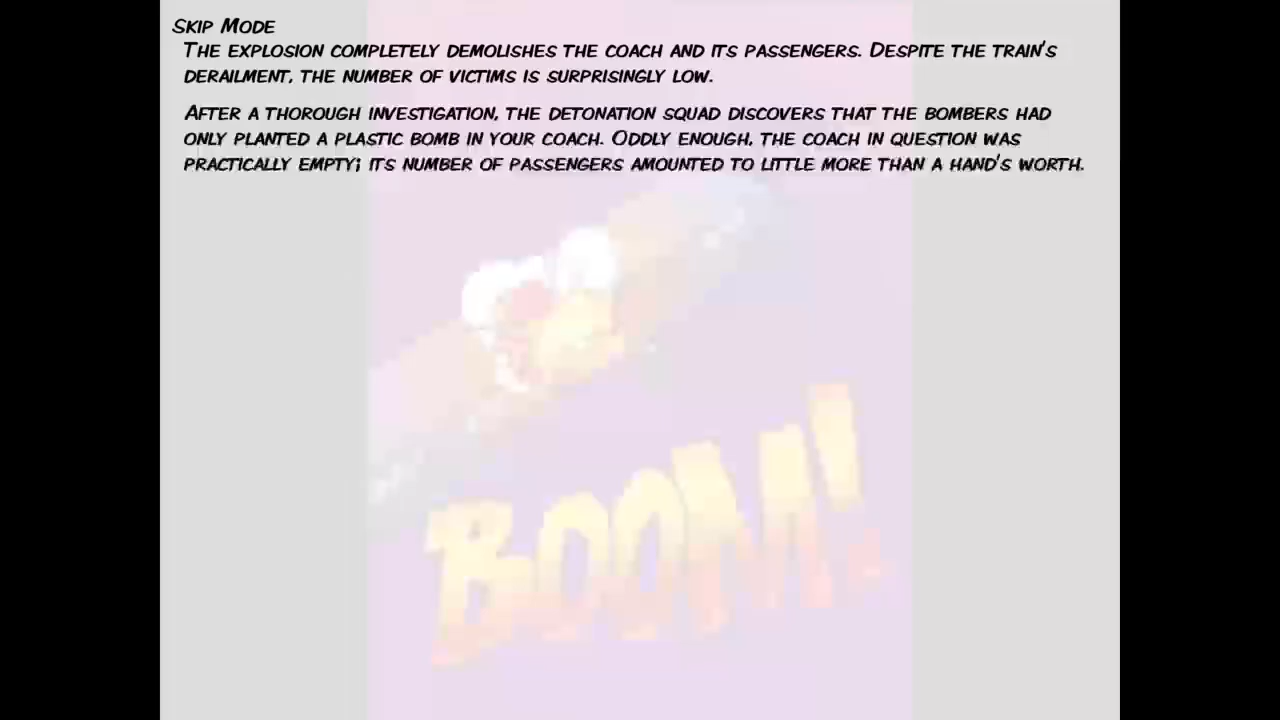 Skip Mode
The explosion completely demolishes the coach and its passengers. Despite the train's
derailment, the number of victims is surprisingly low.
After a thorough investigation, the detonation squad discovers that the bombers had
only planted a plastic bomb in your coach. Oddly enough, the coach in question was
practically empty; its number of passengers amounted to little more than a hand's worth.
BOOM!